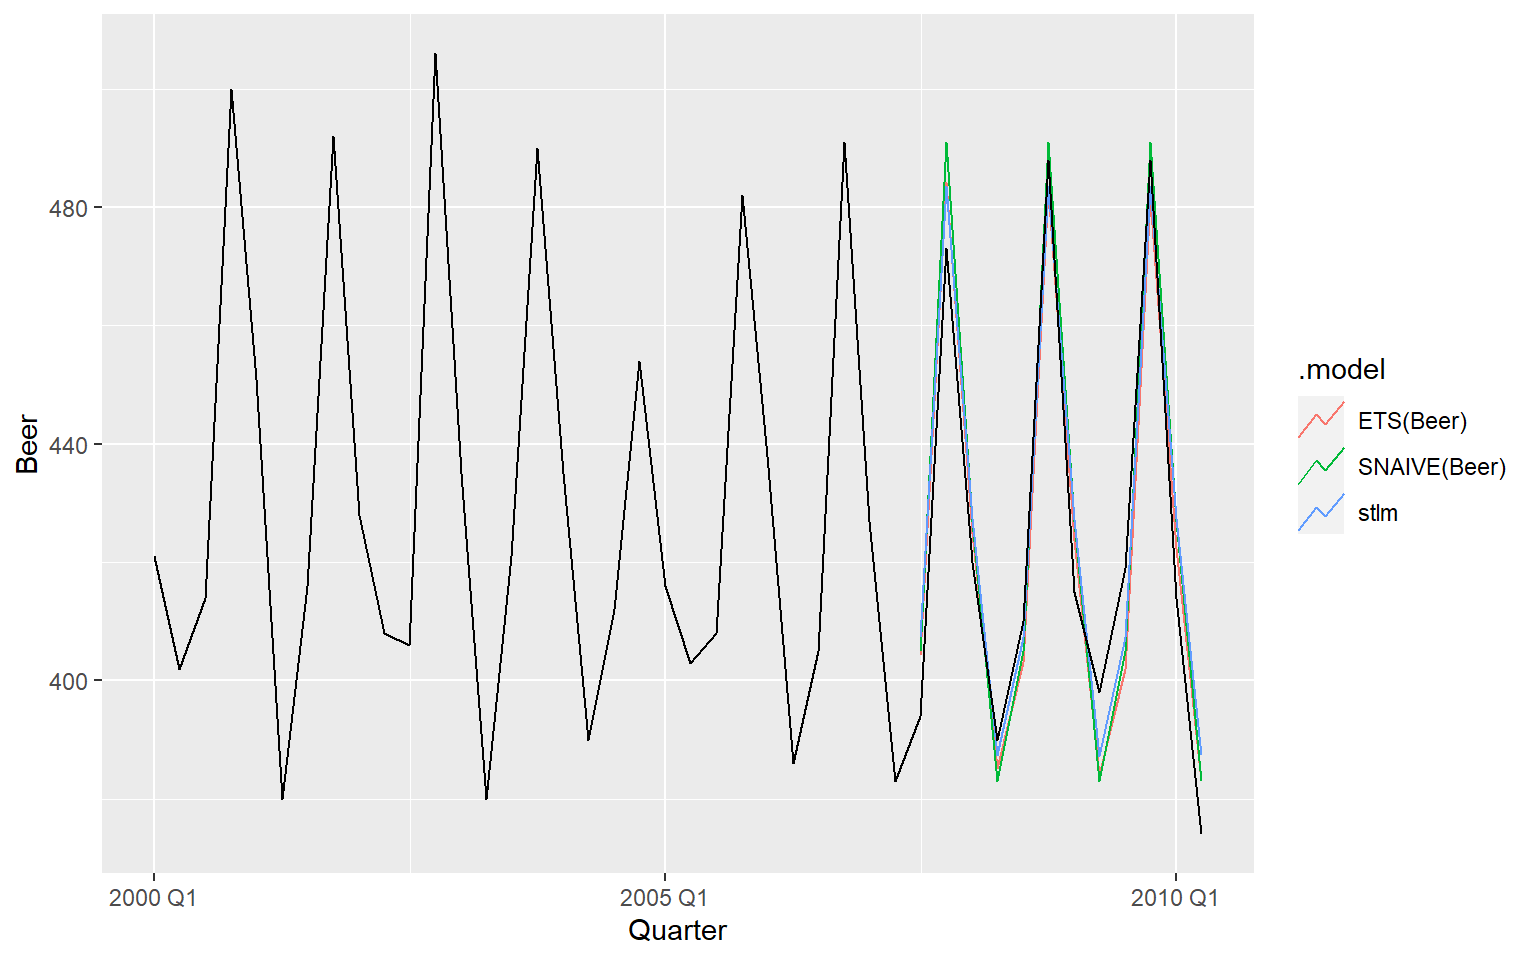 Beer
480
440
400
2000 Q1
2005 Q1
2010 Q1
Quarter
.model
ETS(Beer)
SNAIVE(Beer)
stlm